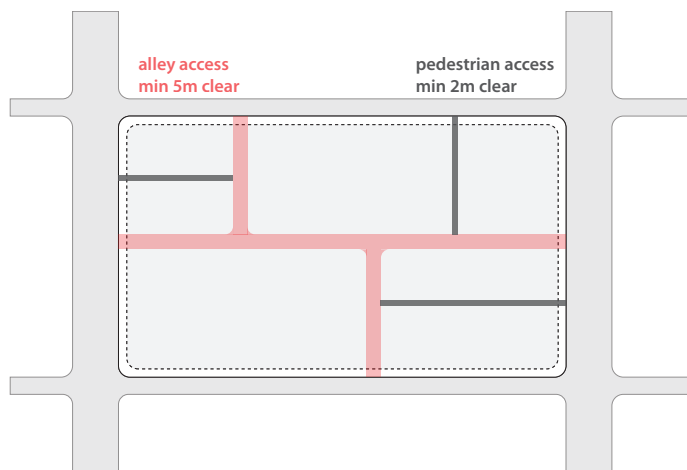 alley access
min 5m clear
pedestrian access
min 2m clear